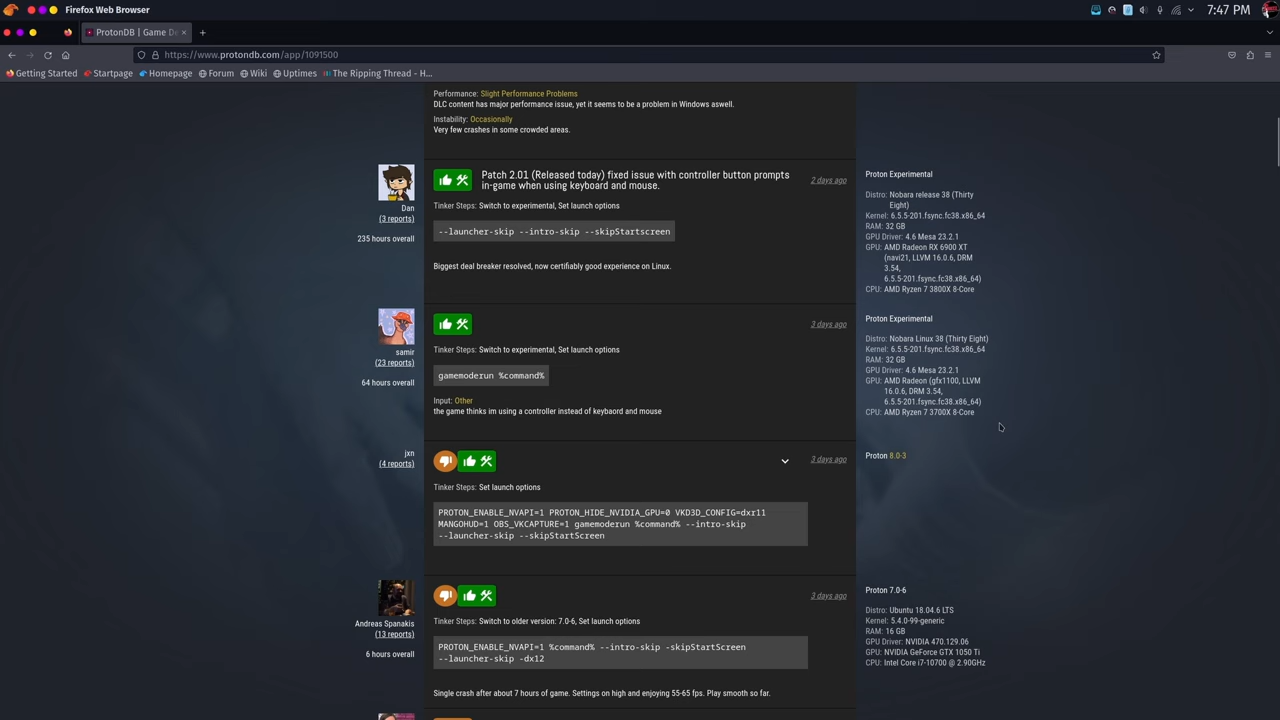 Firefox Web Browser
7:47 PM
ProtonDB | Game De
https://www.protondb.com/app/1091500
Getting Started
Startpage
Homepage
Forum
Wiki
Uptimes
The Ripping Thread - H...
Performance: Slight Performance Problems
DLC content has major performance issue, yet it seems to be a problem in Windows aswell.
Instability: Occasionally
Very few crashes in some crowded areas.
Dan
(3 reports)
235 hours overall
Patch 2.01 (Released today) fixed issue with controller button prompts
in-game when using keyboard and mouse.
2 days ago
Tinker Steps: Switch to experimental, Set launch options
--launcher-skip --intro-skip --skipStartscreen
Biggest deal breaker resolved, now certifiably good experience on Linux.
Proton Experimental
Distro: Nobara release 38 (Thirty
Eight)
Kernel: 6.5.5-201.fsync.fc38.x86_64
RAM: 32 GB
GPU Driver: 4.6 Mesa 23.2.1
GPU: AMD Radeon RX 6900 XT
(navi21, LLVM 16.0.6, DRM
3.54,
6.5.5-201.fsync.fc38.x86_64)
CPU: AMD Ryzen 7 3800X 8-Core
samir
(23 reports)
64 hours overall
3 days ago
Tinker Steps: Switch to experimental, Set launch options
gamemoderun %command%
Input: Other
the game thinks im using a controller instead of keybaord and mouse
Proton Experimental
Distro: Nobara Linux 38 (Thirty Eight)
Kernel: 6.5.5-201.fsync.fc38.x86_64
RAM: 32 GB
GPU Driver: 4.6 Mesa 23.2.1
GPU: AMD Radeon (gfx1100, LLVM
16.0.6, DRM 3.54,
6.5.5-201.fsync.fc38.x86_64)
CPU: AMD Ryzen 7 3700X 8-Core
jxn
(4 reports)
3 days ago
Tinker Steps: Set launch options
PROTON_ENABLE_NVAPI=1 PROTON_HIDE_NVIDIA_GPU=0 VKD3D_CONFIG=dxr11
MANGOHUD=1 OBS_VKCAPTURE=1 gamemoderun %command% --intro-skip
--launcher-skip --skipStartScreen
Proton 8.0-3
Andreas Spanakis
(13 reports)
6 hours overall
3 days ago
Tinker Steps: Switch to older version: 7.0-6, Set launch options
PROTON_ENABLE_NVAPI=1 %command% --intro-skip -skipStartScreen
--launcher-skip -dx12
Single crash after about 7 hours of game. Settings on high and enjoying 55-65 fps. Play smooth so far.
Proton 7.0-6
Distro: Ubuntu 18.04.6 LTS
Kernel: 5.4.0-99-generic
RAM: 16 GB
GPU Driver: NVIDIA 470.129.06
GPU: NVIDIA GeForce GTX 1050 Ti
CPU: Intel Core i7-10700 @ 2.90GHz